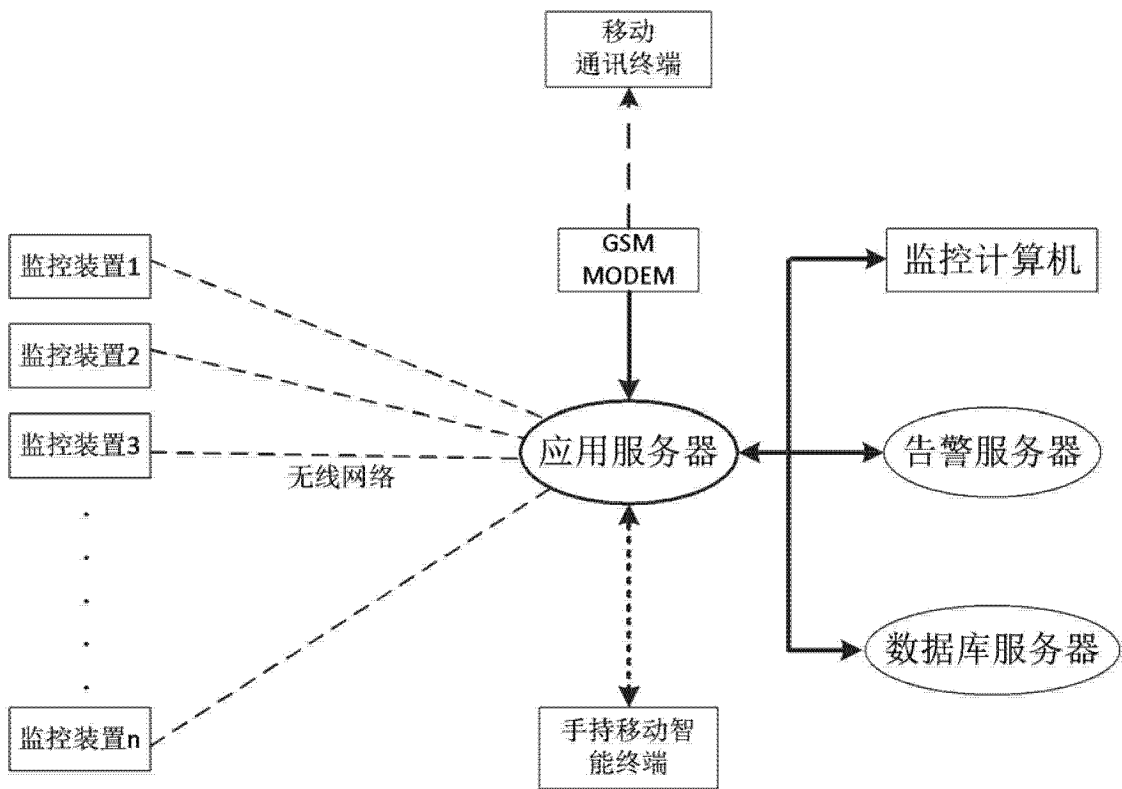 移动
通讯终端
GSM
MODEM
监控装置1
监控装置2
监控装置3
无线网络
监控装置n
应用服务器
监控计算机
告警服务器
数据库服务器
手持移动智
能终端